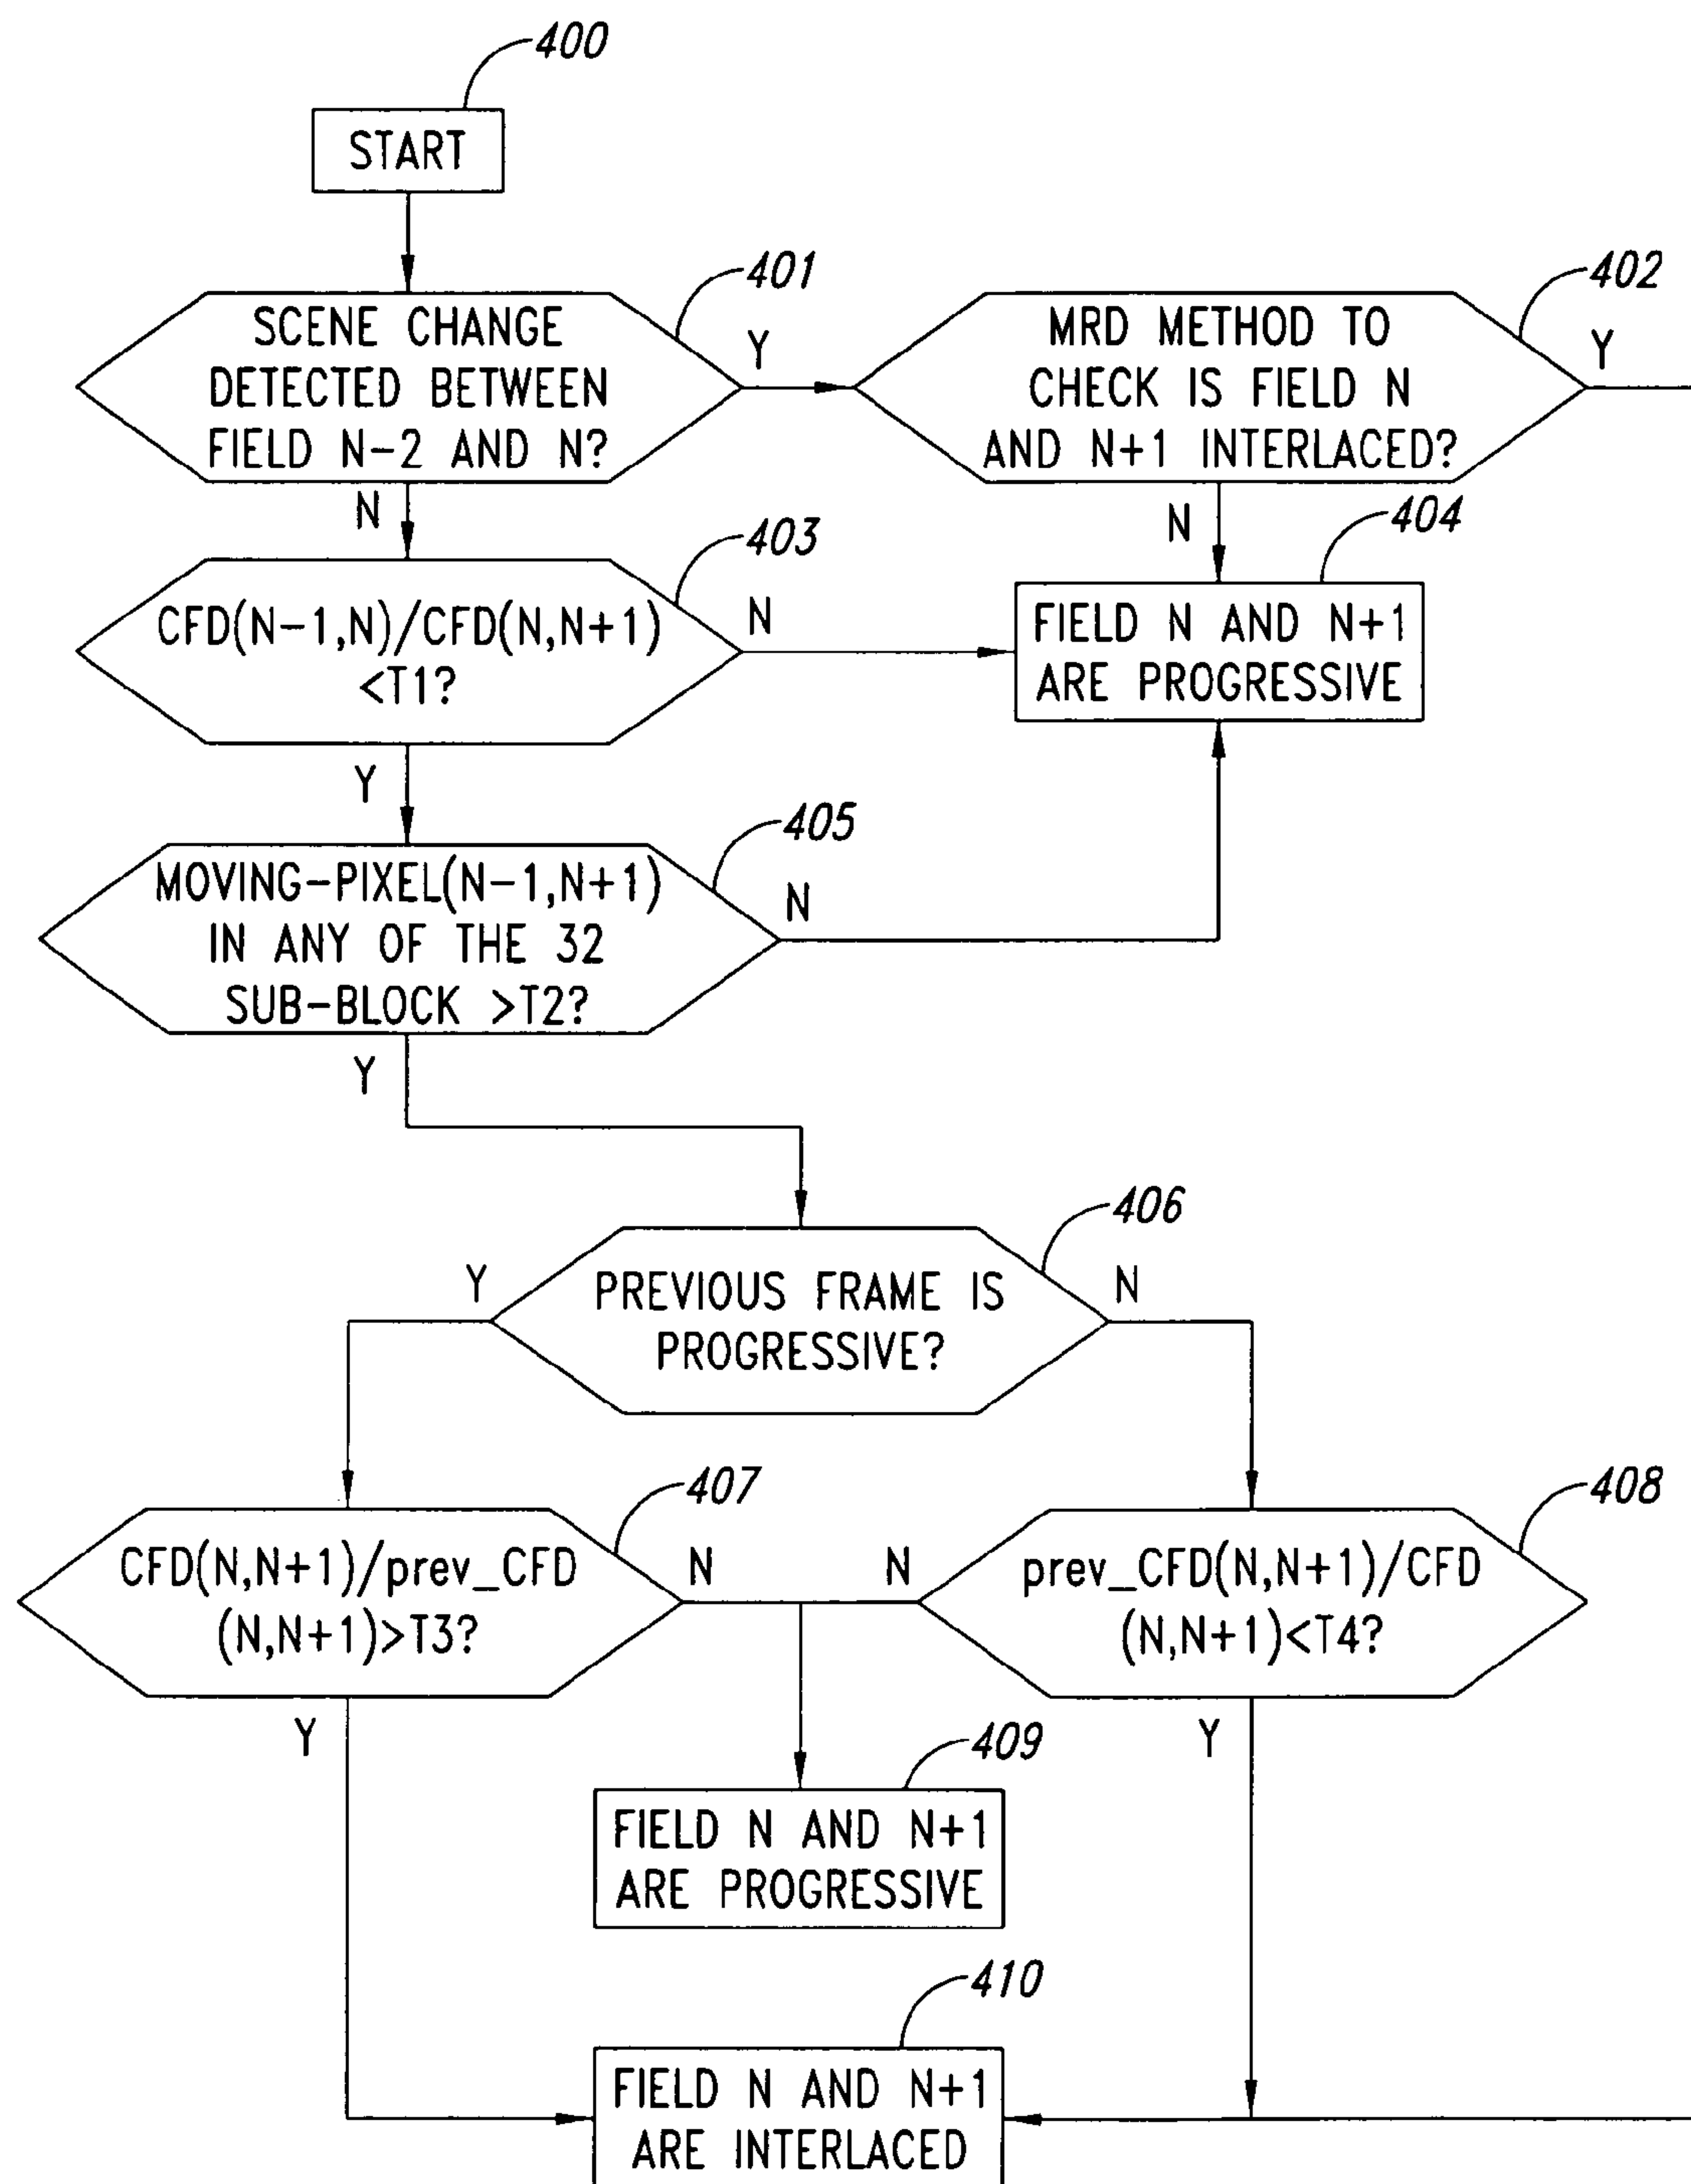 400
START
401
SCENE CHANGE
DETECTED BETWEEN
FIELD N-2 AND N?
Y
N
402
MRD METHOD TO
CHECK IS FIELD N
AND N+1 INTERLACED?
Y
N
403
CFD(N-1,N)/CFD(N,N+1)
<T1?
N
Y
404
FIELD N AND N+1
ARE PROGRESSIVE
405
MOVING-PIXEL(N-1,N+1)
IN ANY OF THE 32
SUB-BLOCK >T2?
N
Y
406
PREVIOUS FRAME IS
PROGRESSIVE?
Y
N
407
CFD(N,N+1)/prev_CFD
(N,N+1)>T3?
N
Y
408
prev_CFD(N,N+1)/CFD
(N,N+1)<T4?
N
Y
409
FIELD N AND N+1
ARE PROGRESSIVE
410
FIELD N AND N+1
ARE INTERLACED